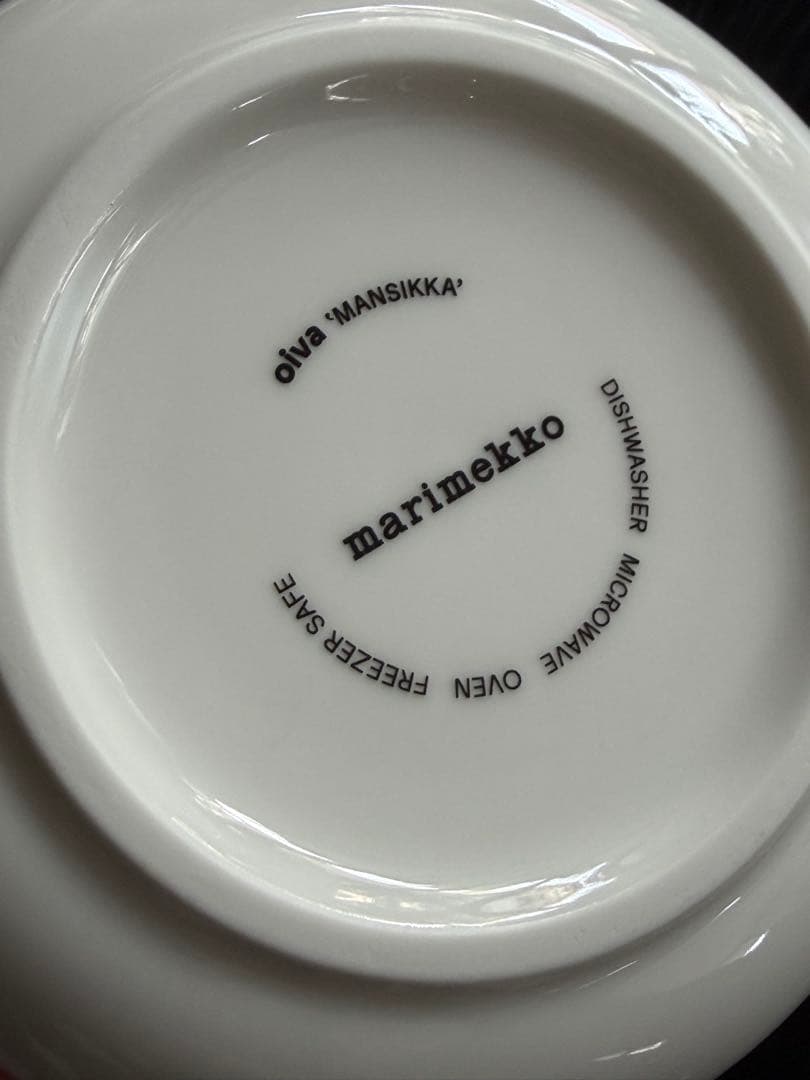 oiva 'MANSIKKA'
marimekko
DISHWASHER MICROWAVE OVEN FREEZER SAFE